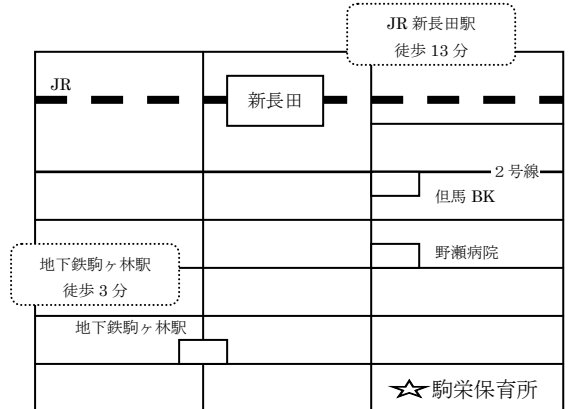 JR 新長田駅
徒歩 13 分
JR
新長田
２号線
但馬 BK
野瀬病院
地下鉄駒ヶ林駅
徒歩 3 分
地下鉄駒ヶ林駅
駒栄保育所